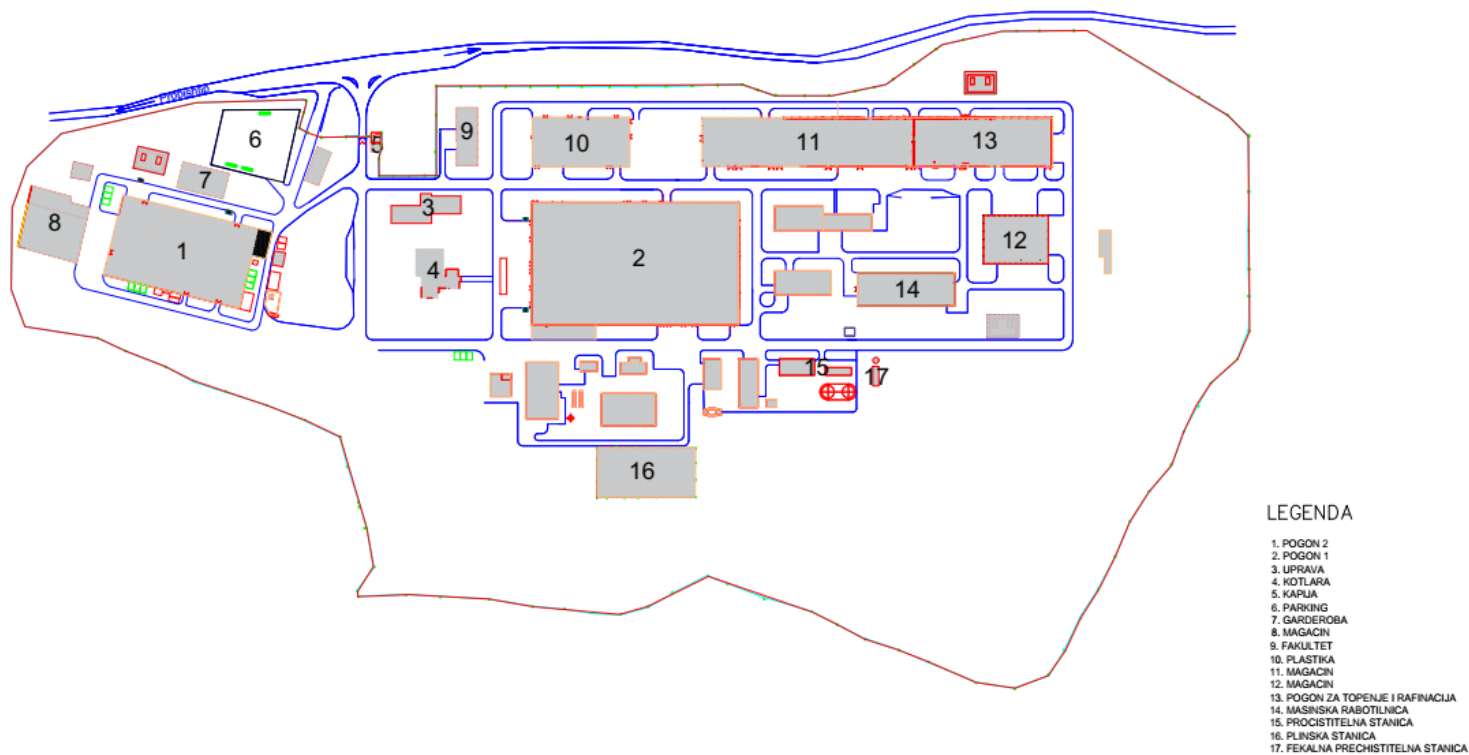 Probishtip
6
5
9
10
11
13
7
8
1
3
4
2
12
14
15
17
16
LEGENDA
1. POGON 2
2. POGON 1
3. UPRAVA
4. KOTLARA
5. KAPIJA
6. PARKING
7. GARDEROBA
8. MAGACIN
9. FAKULTET
10. PLASTIKA
11. MAGACIN
12. MAGACIN
13. POGON ZA TOPENJE I RAFINACIJA
14. MASINSKA RABOTILNICA
15. PROCISTITELNA STANICA
16. PLINSKA STANICA
17. FEKALNA PRECHISTITELNA STANICA